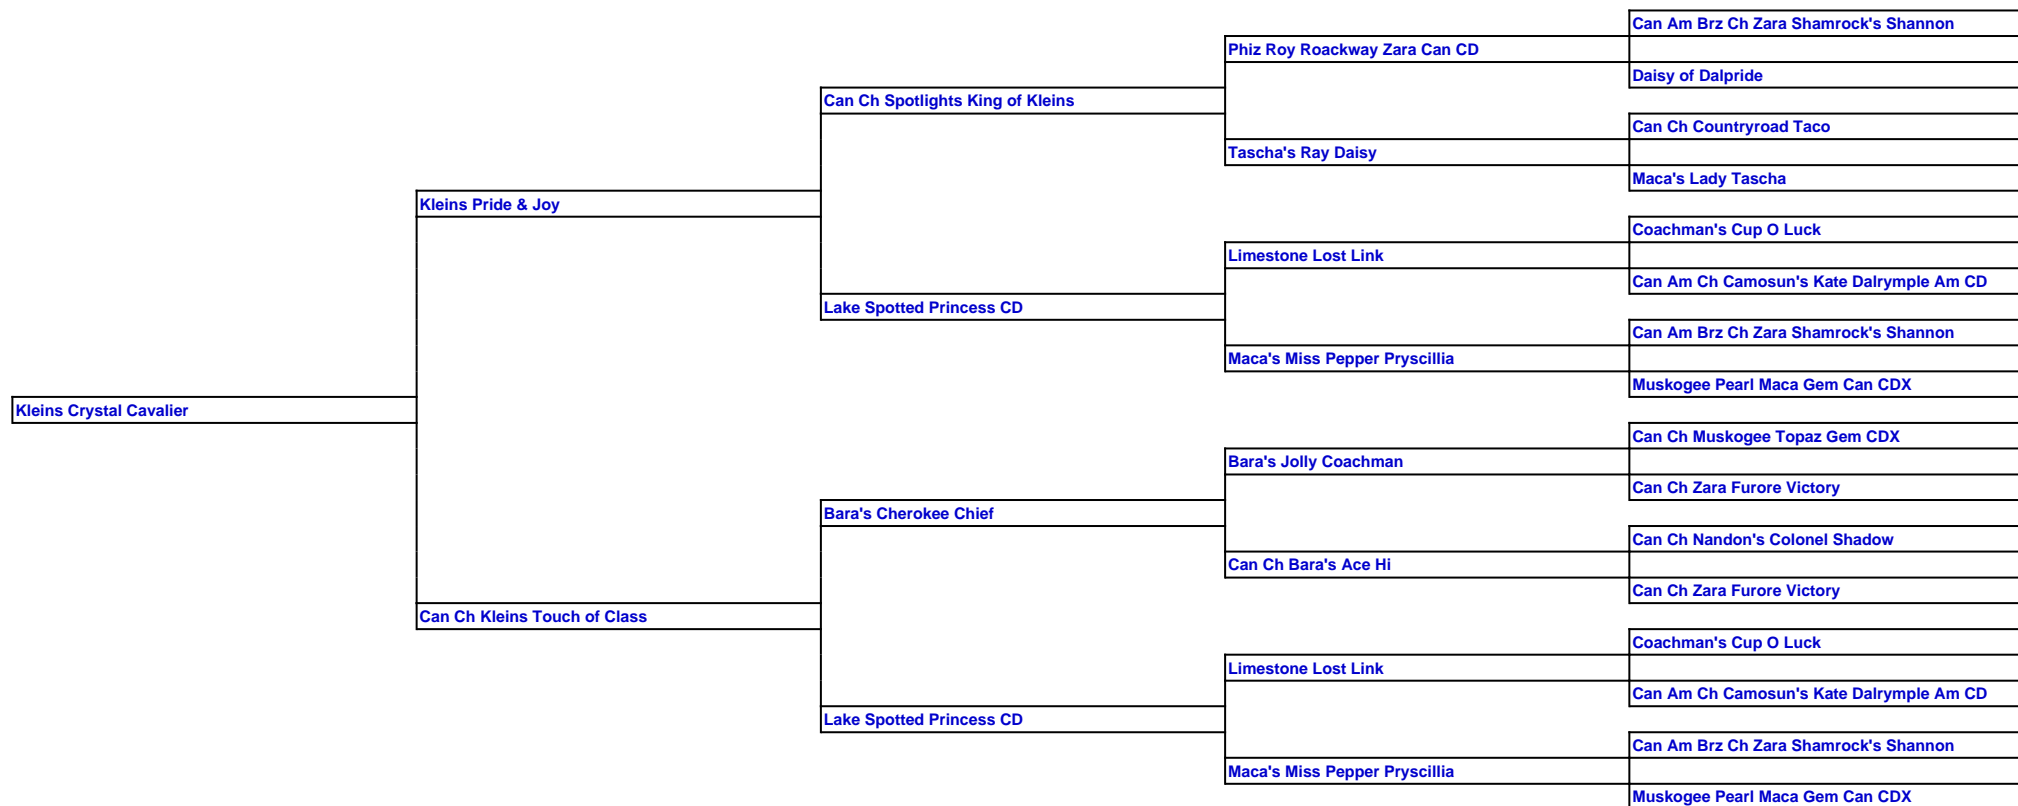 Can Am Brz Ch Zara Shamrock's Shannon
Phiz Roy Roackway Zara Can CD
Daisy of Dalpride
Can Ch Spotlights King of Kleins
Can Ch Countryroad Taco
Tascha's Ray Daisy
Maca's Lady Tascha
Kleins Pride & Joy
Coachman's Cup O Luck
Limestone Lost Link
Can Am Ch Camosun's Kate Dalrymple Am CD
Lake Spotted Princess CD
Can Am Brz Ch Zara Shamrock's Shannon
Maca's Miss Pepper Pryscillia
Muskogee Pearl Maca Gem Can CDX
Kleins Crystal Cavalier
Can Ch Muskogee Topaz Gem CDX
Bara's Jolly Coachman
Can Ch Zara Furore Victory
Bara's Cherokee Chief
Can Ch Nandon's Colonel Shadow
Can Ch Bara's Ace Hi
Can Ch Zara Furore Victory
Can Ch Kleins Touch of Class
Coachman's Cup O Luck
Limestone Lost Link
Can Am Ch Camosun's Kate Dalrymple Am CD
Lake Spotted Princess CD
Can Am Brz Ch Zara Shamrock's Shannon
Maca's Miss Pepper Pryscillia
Muskogee Pearl Maca Gem Can CDX